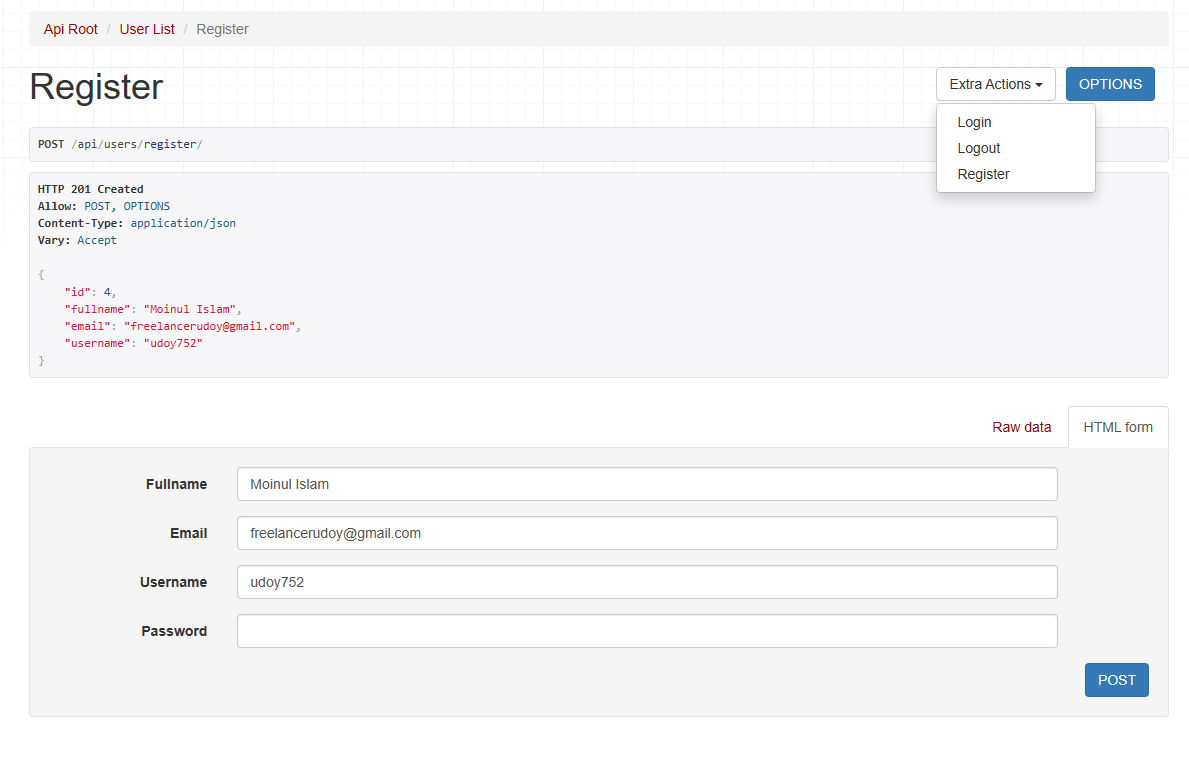 Api Root / User List / Register
Register
Extra Actions
OPTIONS
Login
Logout
Register
POST /api/users/register/
HTTP 201 Created
Allow: POST, OPTIONS
Content-Type: application/json
Vary: Accept
{
    "id": 4,
    "fullname": "Moinul Islam",
    "email": "freelancerudoy@gmail.com",
    "username": "udoy752"
}
Raw data
HTML form
Fullname
Moinul Islam
Email
freelancerudoy@gmail.com
Username
udoy752
Password
POST